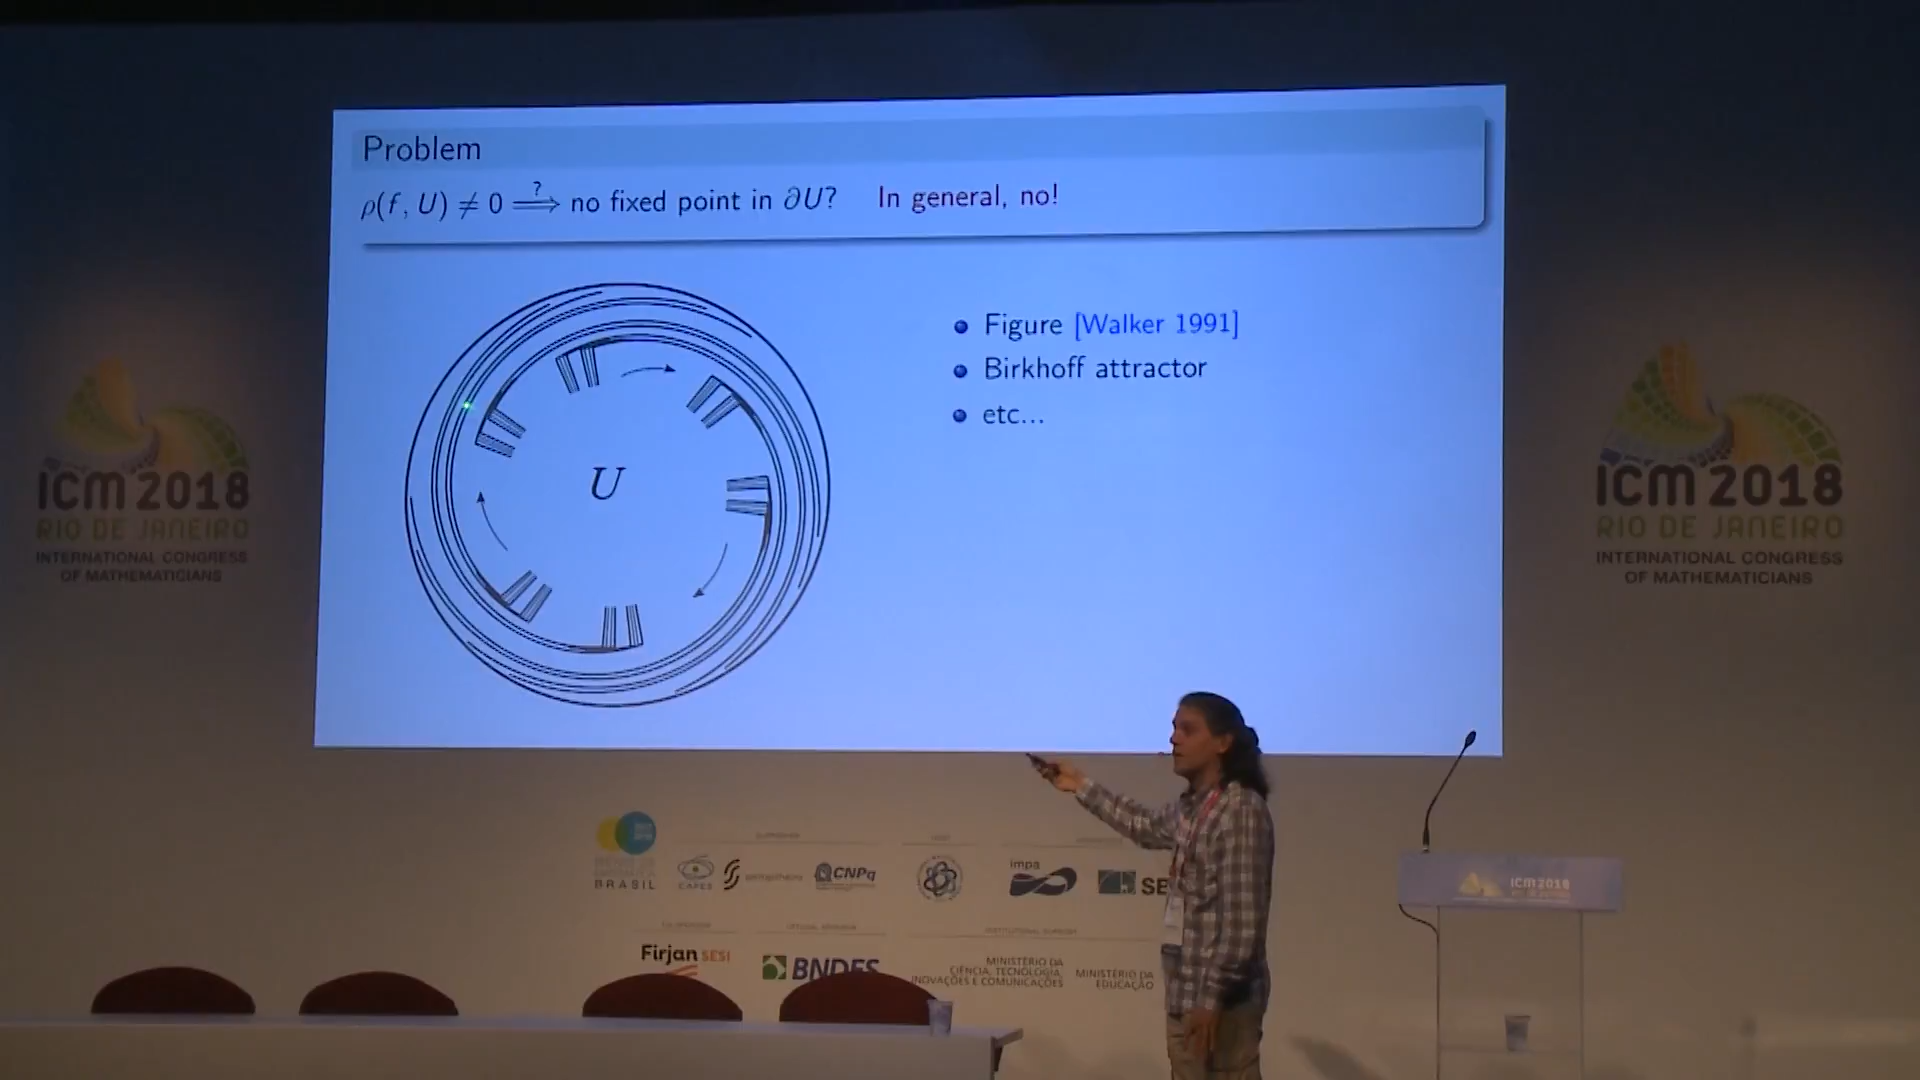 Problem
ρ(f, U) ≠ 0 ⟹? no fixed point in ∂U? In general, no!
Figure [Walker 1991]
Birkhoff attractor
etc...
U
ICM 2018
RIO DE JANEIRO
INTERNATIONAL CONGRESS
OF MATHEMATICIANS
ICM 2018
RIO DE JANEIRO
INTERNATIONAL CONGRESS
OF MATHEMATICIANS
BRASIL
CAPES
CNPq
impa
SB
Firjan SESI
BNDES
MINISTÉRIO DA
CIÊNCIA, TECNOLOGIA,
INOVAÇÕES E COMUNICAÇÕES
MINISTÉRIO DA
EDUCAÇÃO
ICM 2018